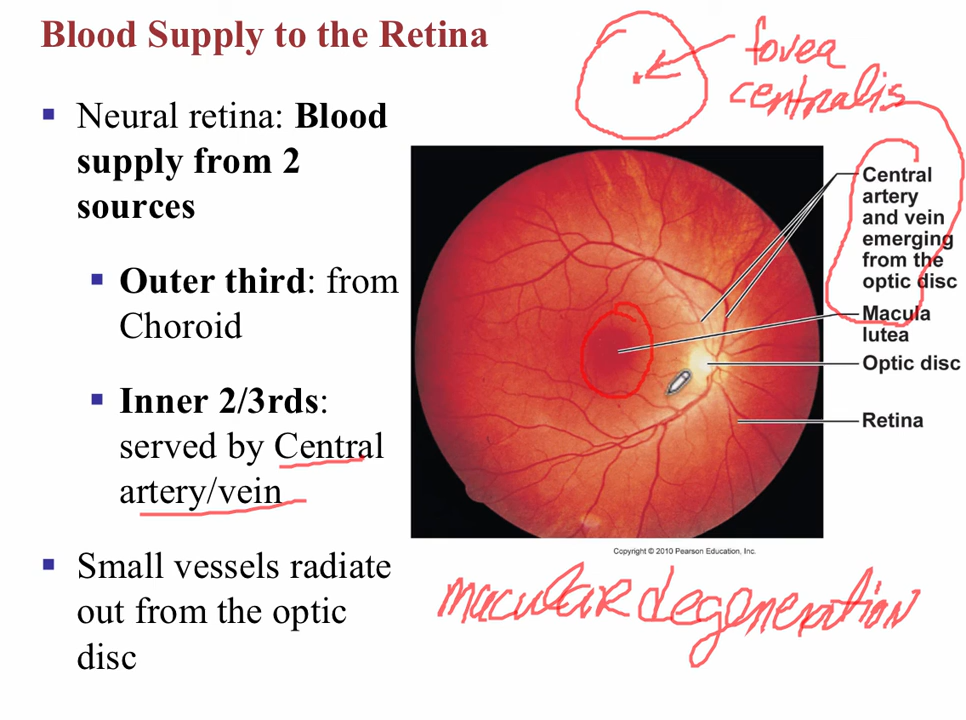 Blood Supply to the Retina
fovea
centralis
▪ Neural retina: Blood
supply from 2
sources
▪ Outer third: from
Choroid
▪ Inner 2/3rds:
served by Central
artery/vein
▪ Small vessels radiate
out from the optic
disc
Central
artery
and vein
emerging
from the
optic disc
Macula
lutea
Optic disc
Retina
Copyright © 2010 Pearson Education, Inc.
macular degeneration